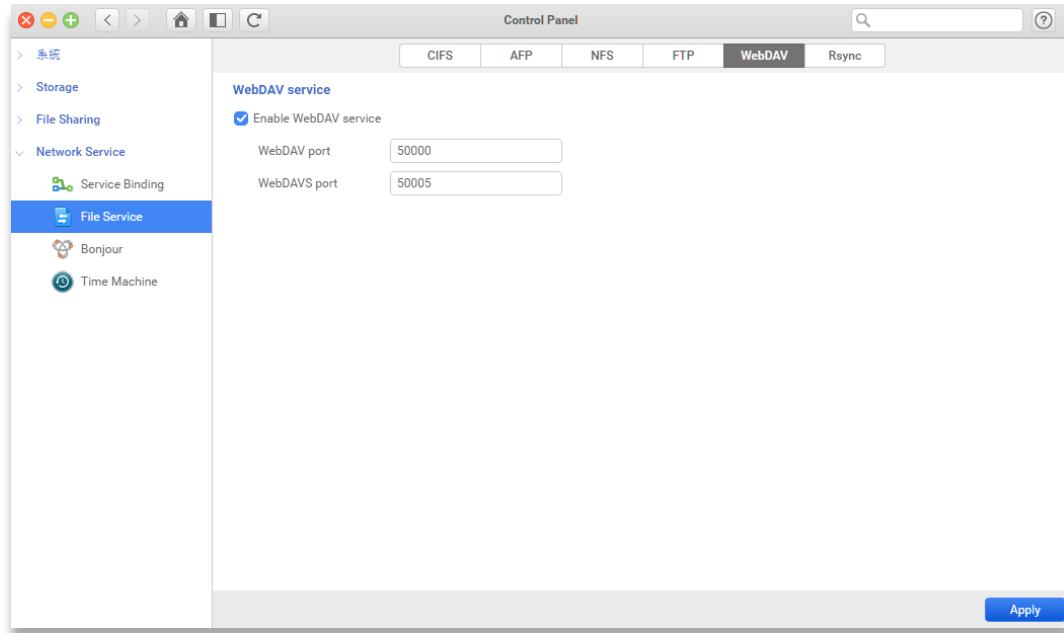 Control Panel
系統
Storage
File Sharing
Network Service
Service Binding
File Service
Bonjour
Time Machine
CIFS AFP NFS FTP WebDAV Rsync
WebDAV service
Enable WebDAV service
WebDAV port 50000
WebDAVS port 50005
Apply